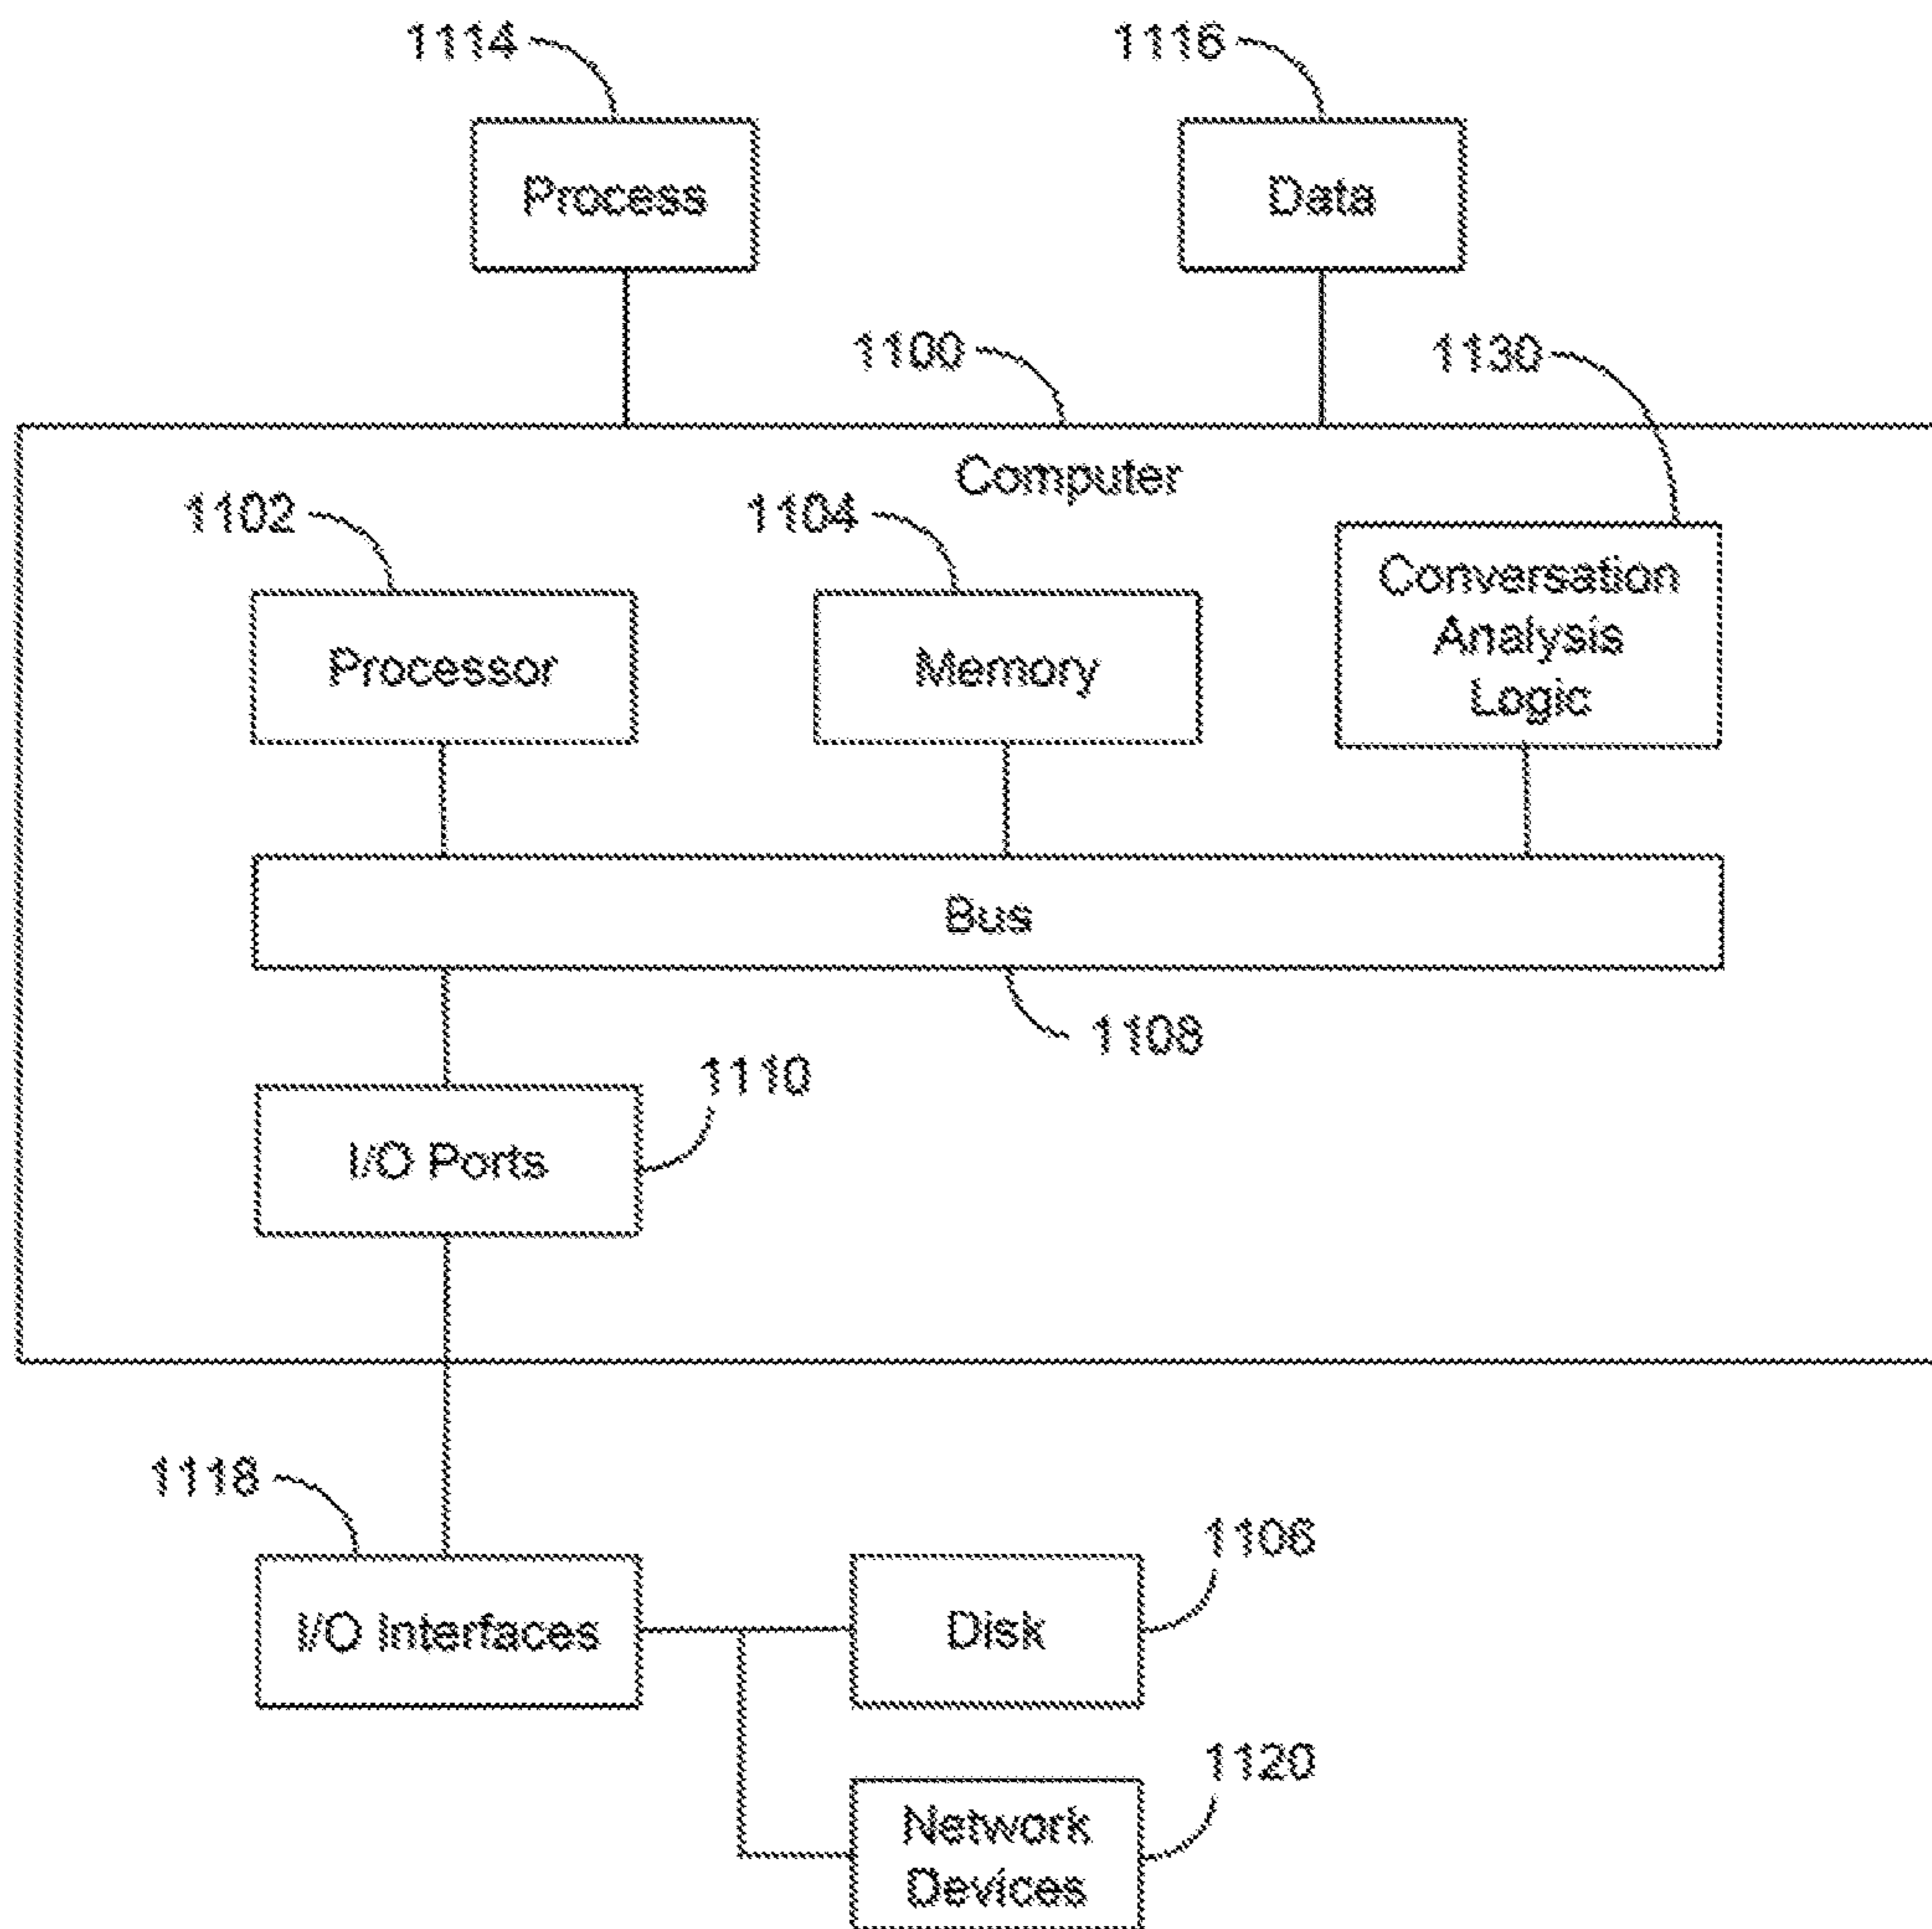 1114
1116
Process
Data
1100
1130
Computer
1102
1104
Conversation
Analysis
Logic
Processor
Memory
Bus
1108
1110
I/O Ports
1118
1106
I/O Interfaces
Disk
1120
Network
Devices